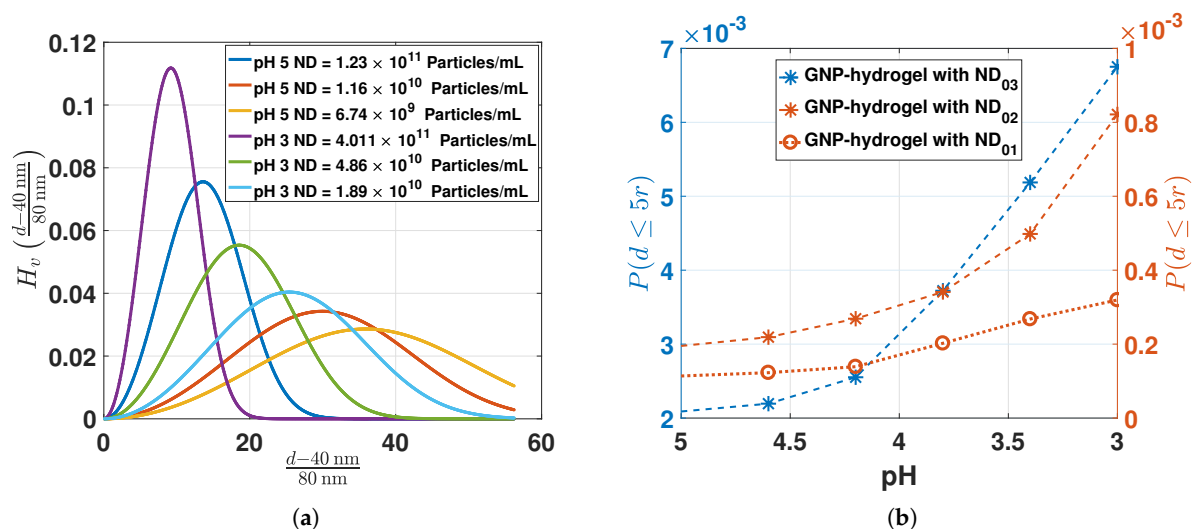 0.12
0.1
0.08
0.06
0.04
0.02
0
H_v (d−40 nm / 80 nm)
pH 5 ND = 1.23 × 10^11 Particles/mL
pH 5 ND = 1.16 × 10^10 Particles/mL
pH 5 ND = 6.74 × 10^9 Particles/mL
pH 3 ND = 4.011 × 10^11 Particles/mL
pH 3 ND = 4.86 × 10^10 Particles/mL
pH 3 ND = 1.89 × 10^10 Particles/mL
0 20 40 60
d−40 nm / 80 nm
(a)
×10^-3
7
6
5
4
3
2
P(d ≤ 5r)
GNP-hydrogel with ND_03
GNP-hydrogel with ND_02
GNP-hydrogel with ND_01
×10^-3
1
0.8
0.6
0.4
0.2
0
P(d ≤ 5r)
5 4.5 4 3.5 3
pH
(b)